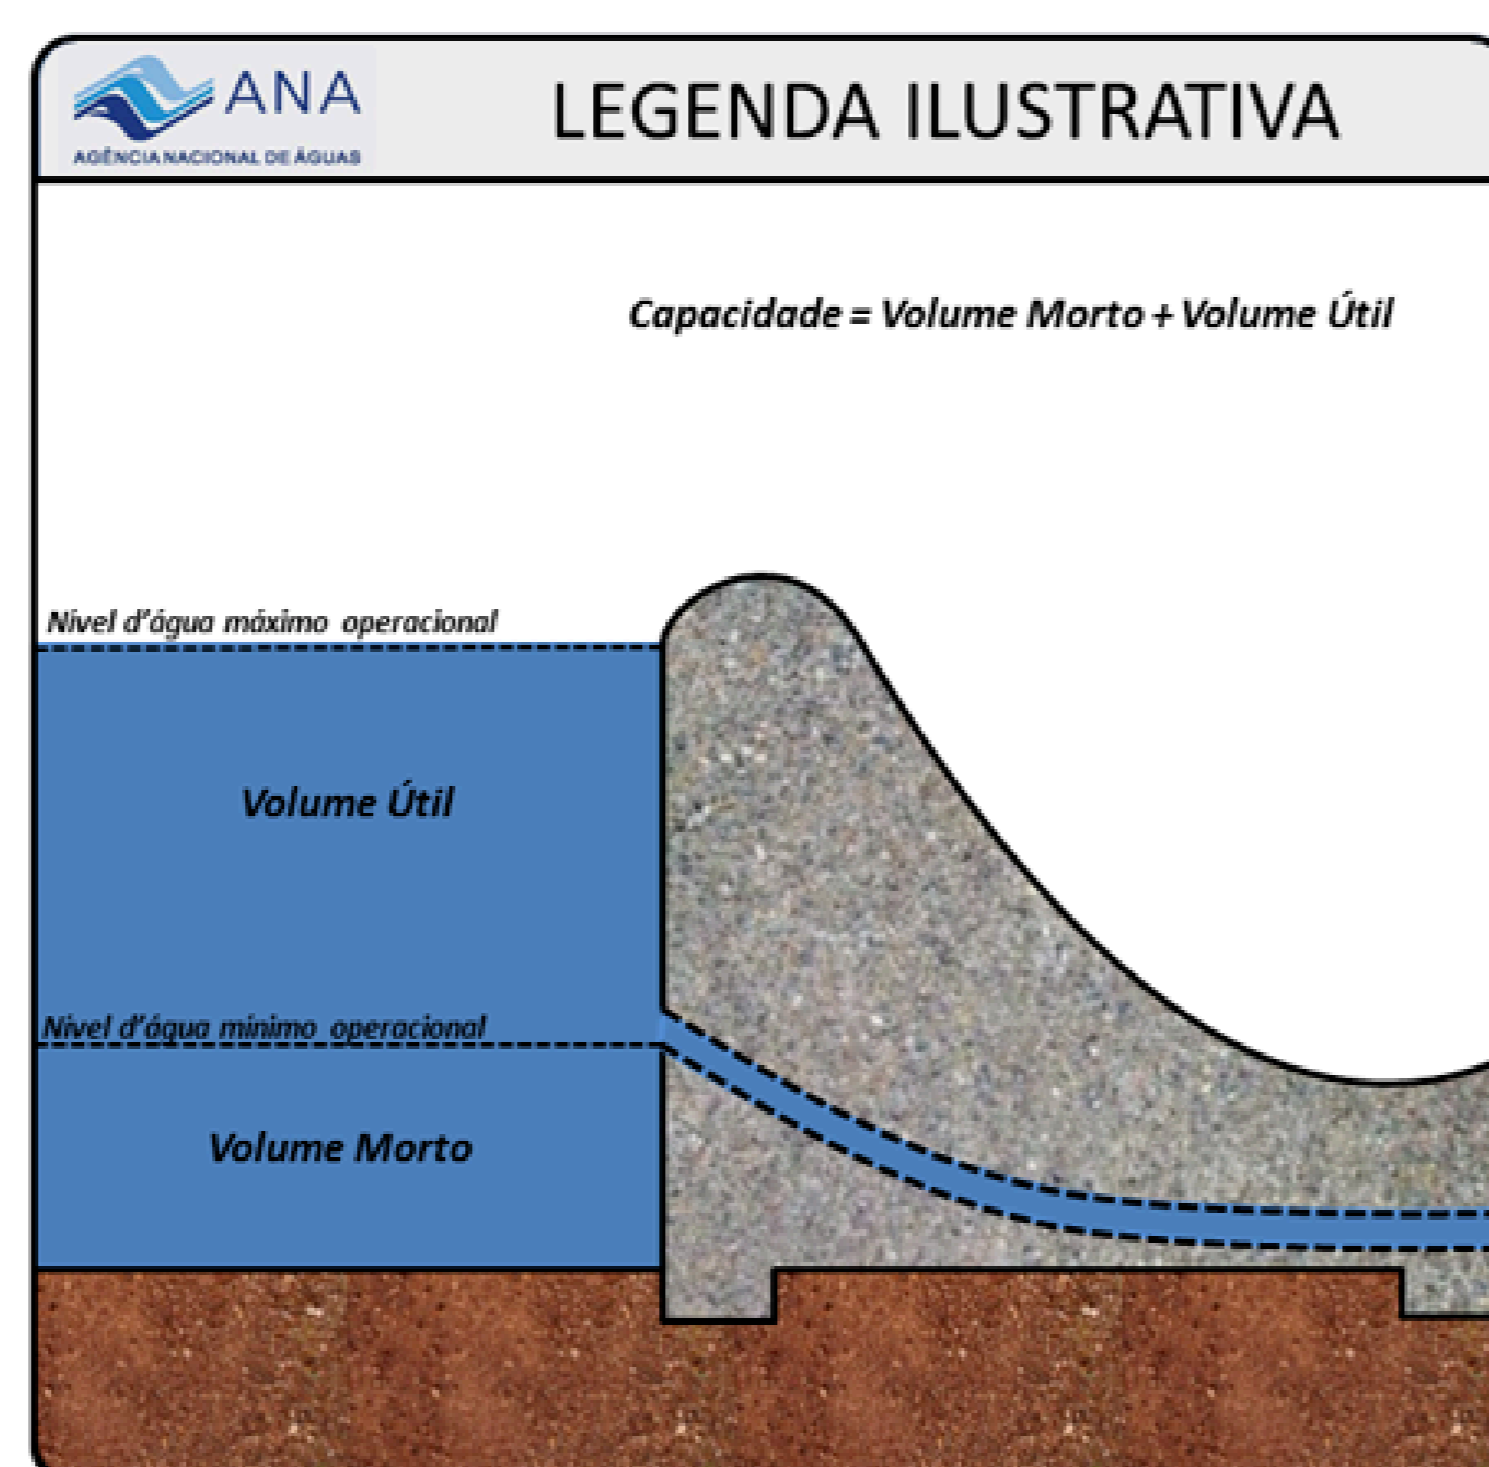 ANA
AGÊNCIA NACIONAL DE ÁGUAS
LEGENDA ILUSTRATIVA
Capacidade = Volume Morto + Volume Útil
Nível d'água máximo operacional
Volume Útil
Nível d'água mínimo operacional
Volume Morto